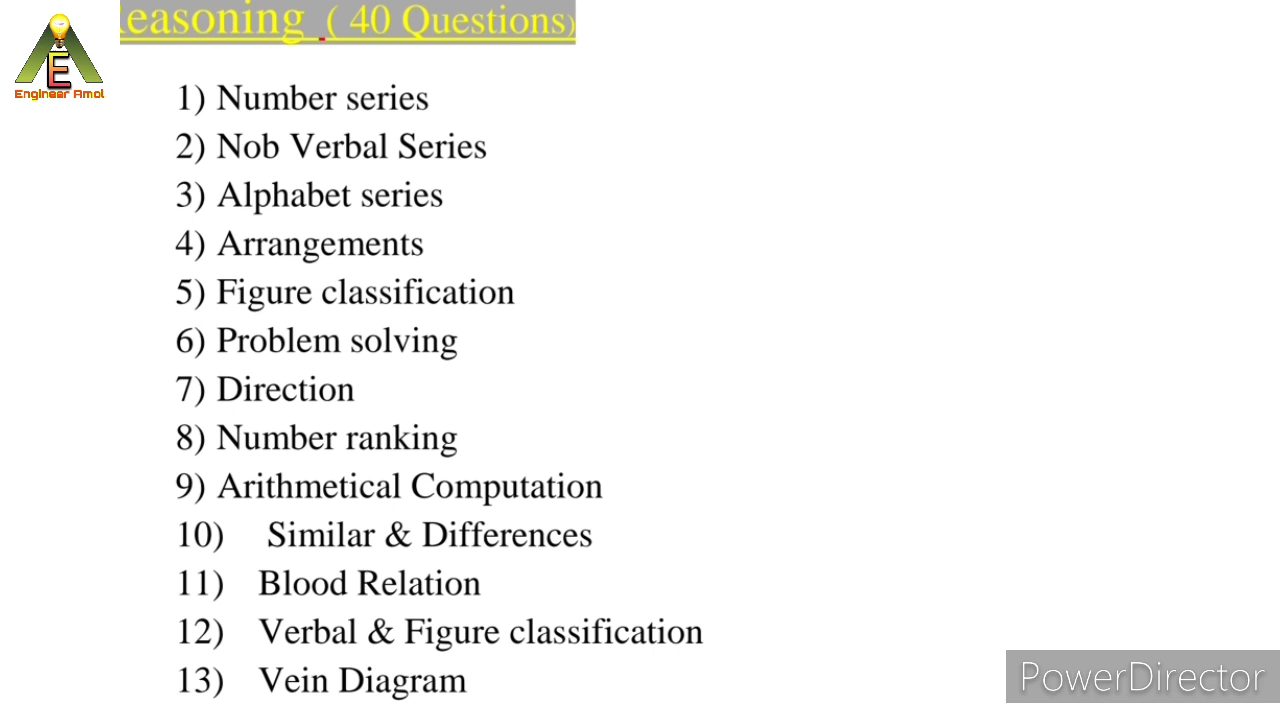 Reasoning ( 40 Questions)
Engineer Amol
1) Number series
2) Nob Verbal Series
3) Alphabet series
4) Arrangements
5) Figure classification
6) Problem solving
7) Direction
8) Number ranking
9) Arithmetical Computation
10) Similar & Differences
11) Blood Relation
12) Verbal & Figure classification
13) Vein Diagram
PowerDirector